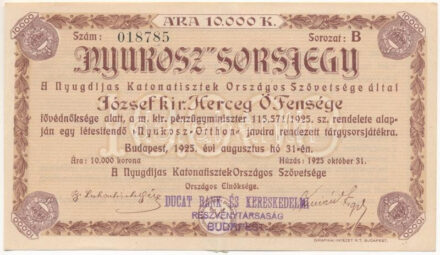 ÁRA 10.000 K.
Szám: 018785 Sorozat: B
„NYUKOSZ” SORSJEGY
A Nyugdíjas Katonatisztek Országos Szövetsége által
József kir. Herceg Ő Fensége
fővédnöksége alatt, a m. kir. pénzügyminiszter 115.571/1925. sz. rendelete alap-
ján egy létesítendő Nyukosz-Otthon javára rendezett tárgysorsjátékra.
Budapest, 1925. évi augusztus hó 31-én.
Ára: 10.000 korona Húzás: 1925 október 31.
A Nyugdíjas Katonatisztek Országos Szövetsége
Országos Elnöksége.
DUCAT BANK ÉS KERESKEDELMI
RÉSZVÉNYTÁRSASÁG
BUDAPEST